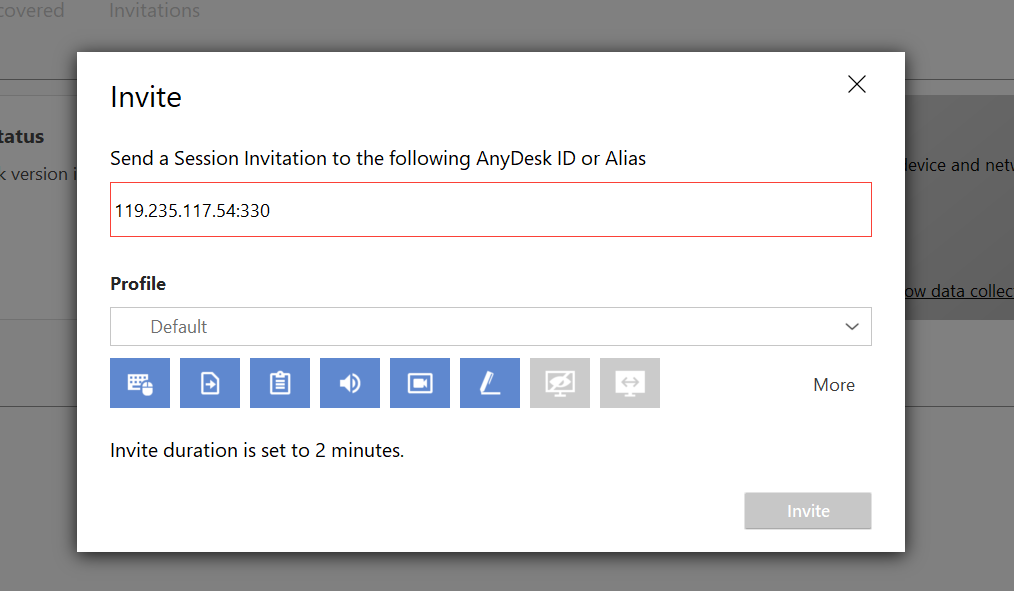 covered Invitations
Invite
tatus
Send a Session Invitation to the following AnyDesk ID or Alias
k version i
device and netw
119.235.117.54:330
Profile
ow data collec
Default
More
Invite duration is set to 2 minutes.
Invite